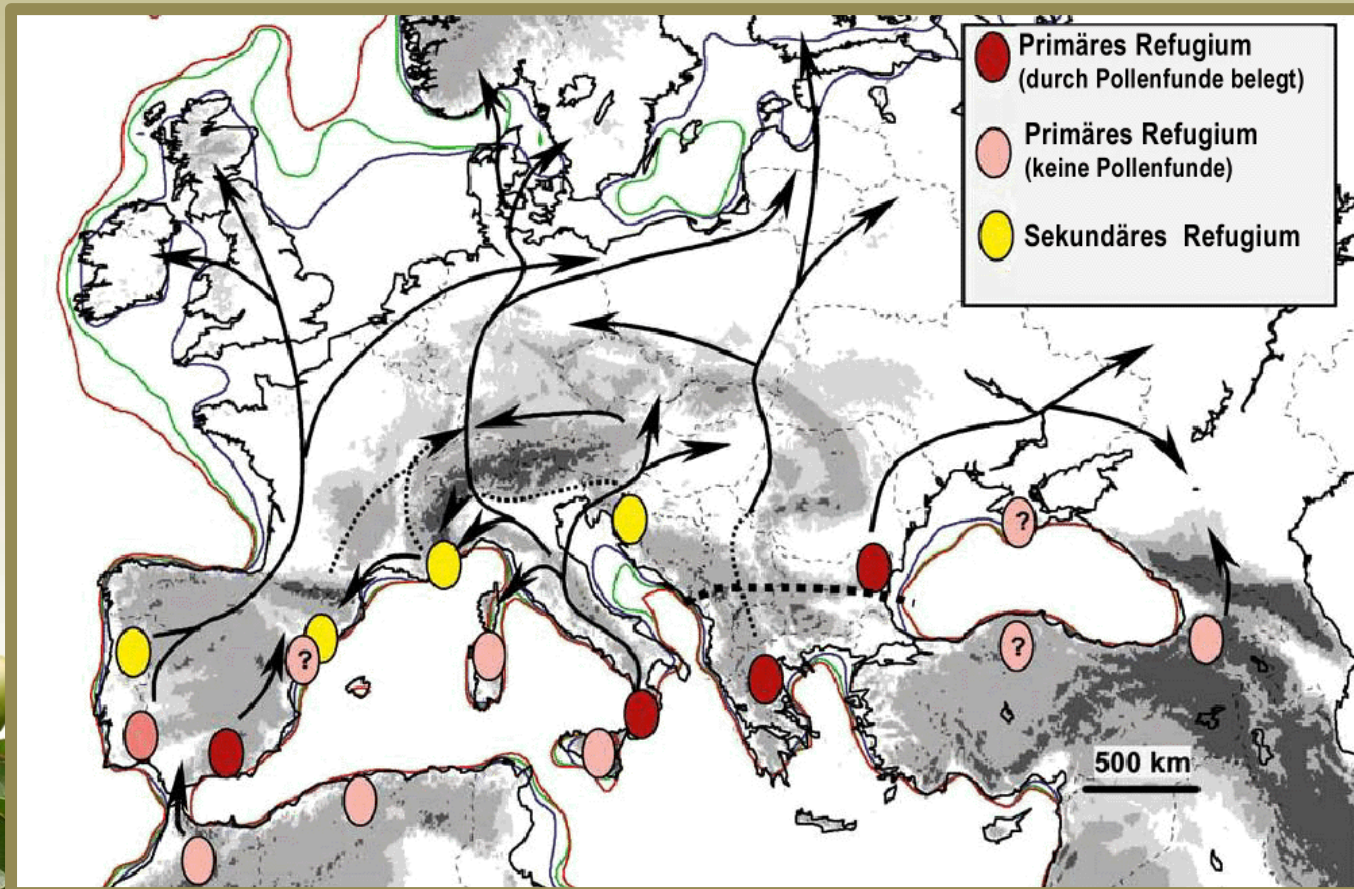 Primäres Refugium
(durch Pollenfunde belegt)
Primäres Refugium
(keine Pollenfunde)
Sekundäres Refugium
?
?
?
500 km